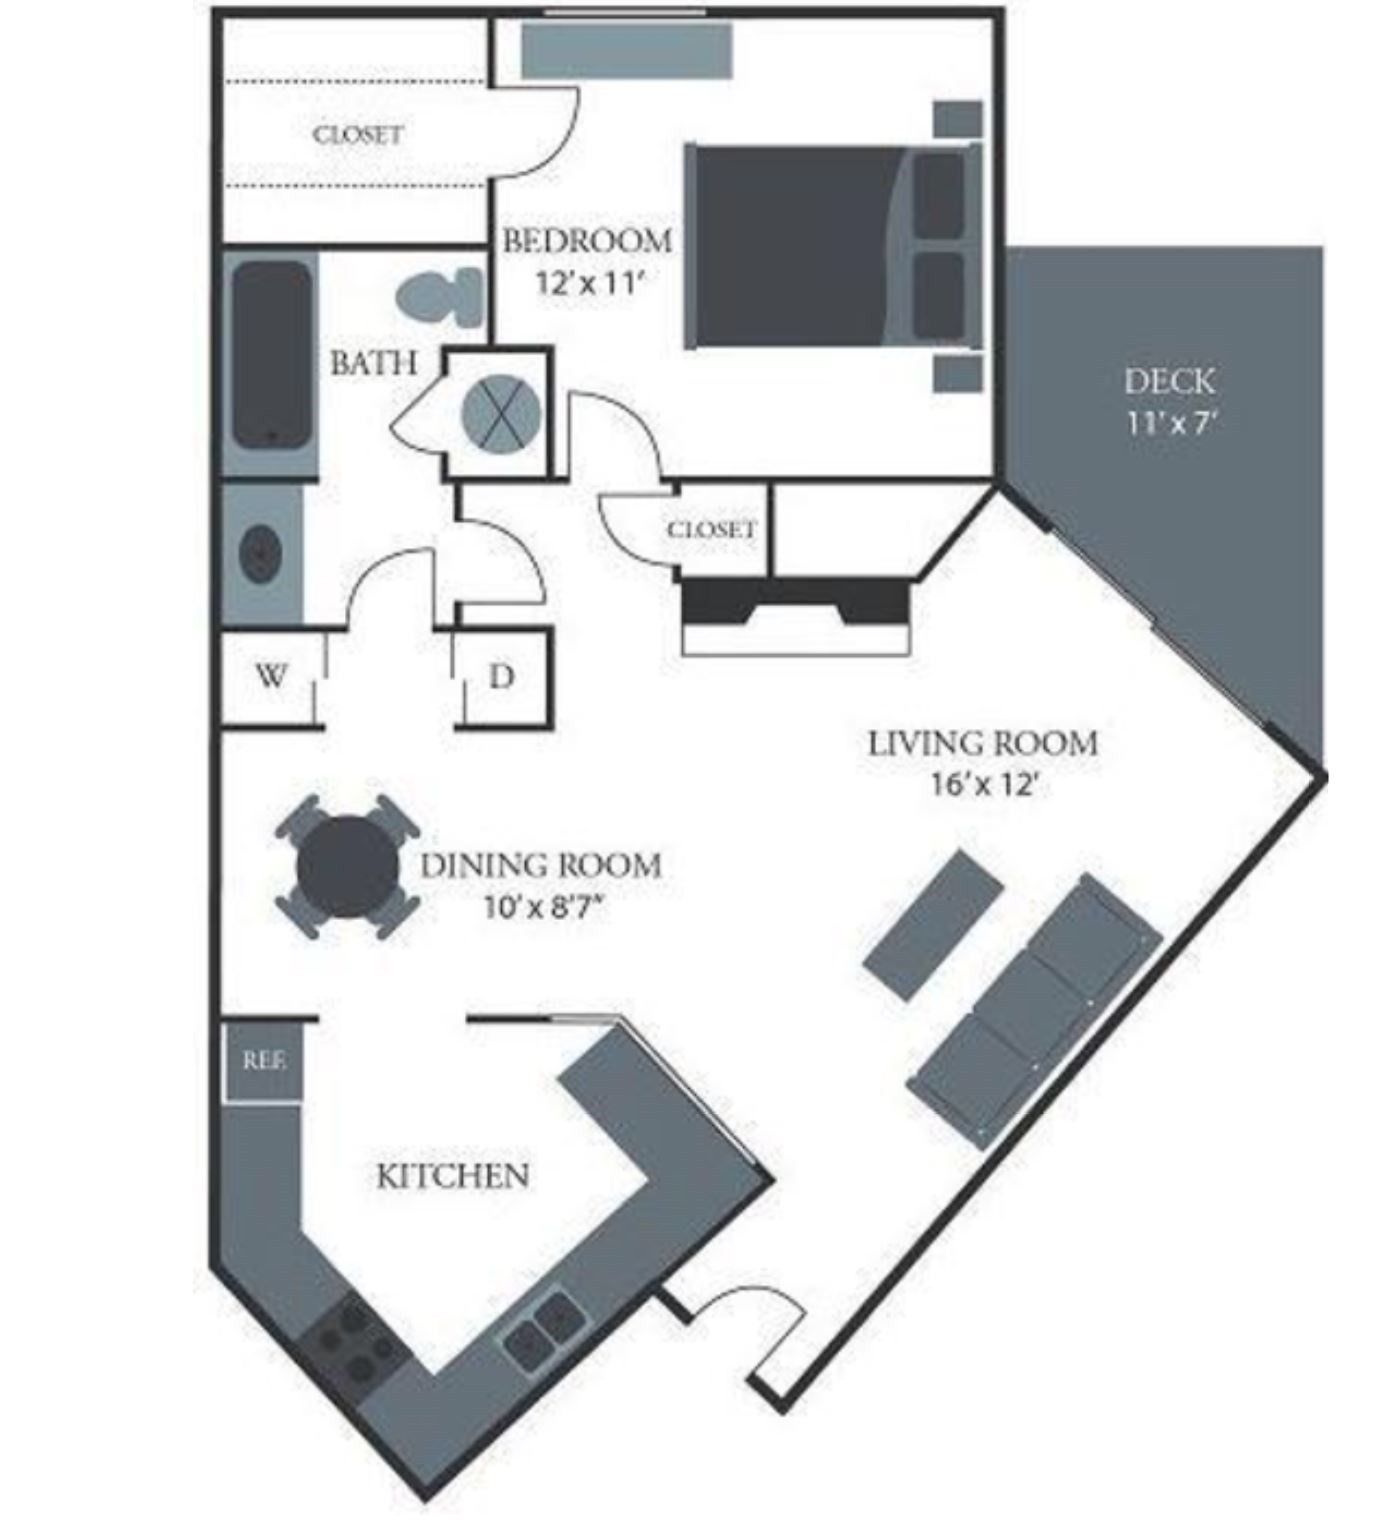 CLOSET
BEDROOM
12' x 11'
BATH
DECK
11' x 7'
CLOSET
W
D
LIVING ROOM
16' x 12'
DINING ROOM
10' x 8'7"
REF.
KITCHEN